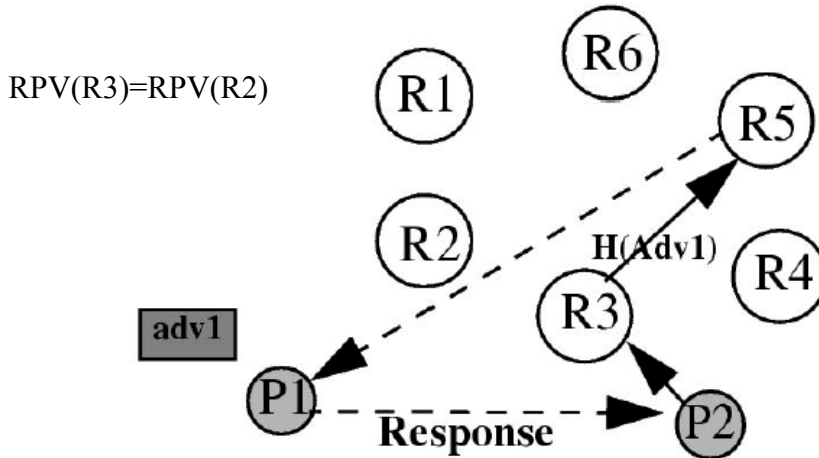 R6
RPV(R3)=RPV(R2)
R1
R5
R2
H(Adv1)
R4
R3
adv1
P1
P2
Response